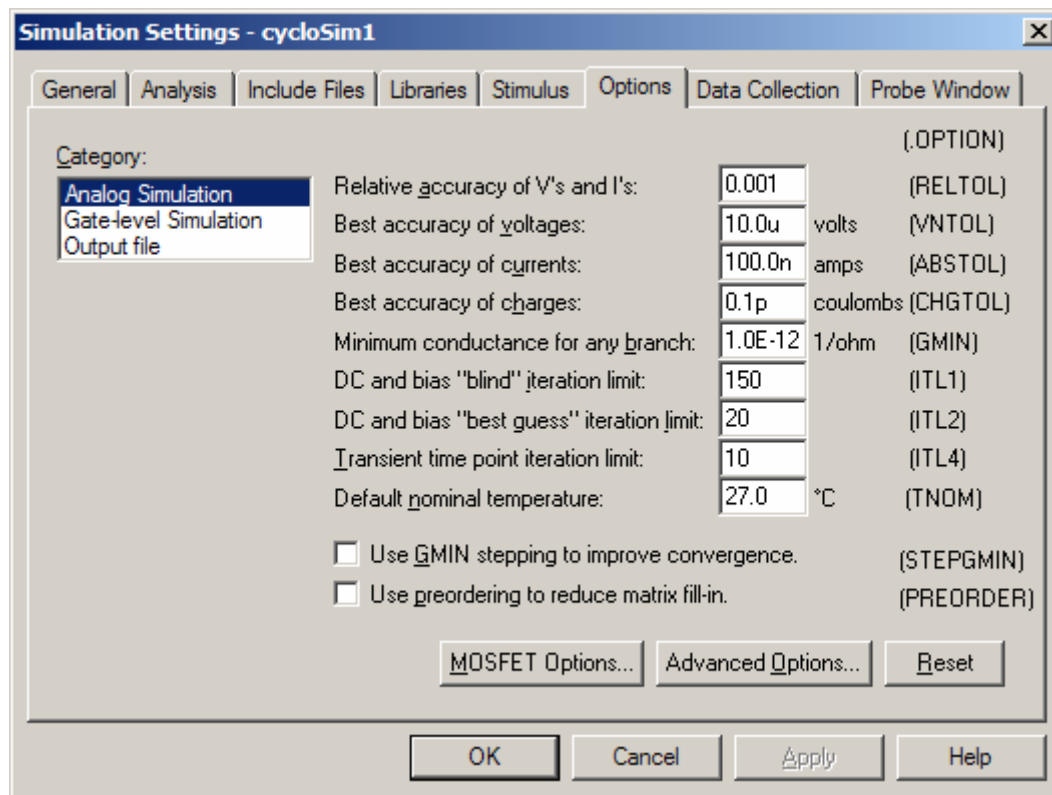 Simulation Settings - cycloSim1
General Analysis Include Files Libraries Stimulus Options Data Collection Probe Window
(.OPTION)
Category:
Analog Simulation
Gate-level Simulation
Output file
Relative accuracy of V's and I's: 0.001 (RELTOL)
Best accuracy of voltages: 10.0u volts (VNTOL)
Best accuracy of currents: 100.0n amps (ABSTOL)
Best accuracy of charges: 0.1p coulombs (CHGTOL)
Minimum conductance for any branch: 1.0E-12 1/ohm (GMIN)
DC and bias "blind" iteration limit: 150 (ITL1)
DC and bias "best guess" iteration limit: 20 (ITL2)
Transient time point iteration limit: 10 (ITL4)
Default nominal temperature: 27.0 °C (TNOM)
Use GMIN stepping to improve convergence. (STEPGMIN)
Use preordering to reduce matrix fill-in. (PREORDER)
MOSFET Options... Advanced Options... Reset
OK Cancel Apply Help